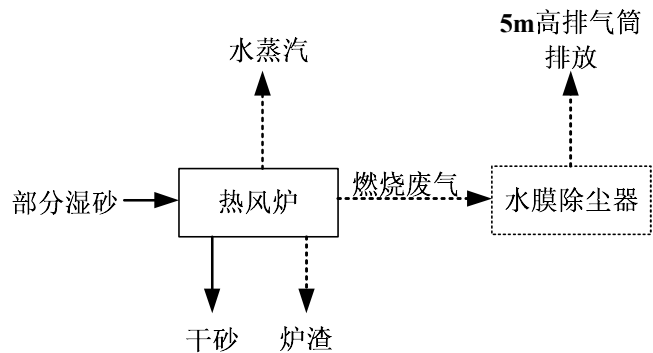 5m高排气筒
排放
水蒸汽
燃烧废气
部分湿砂
热风炉
水膜除尘器
干砂
炉渣